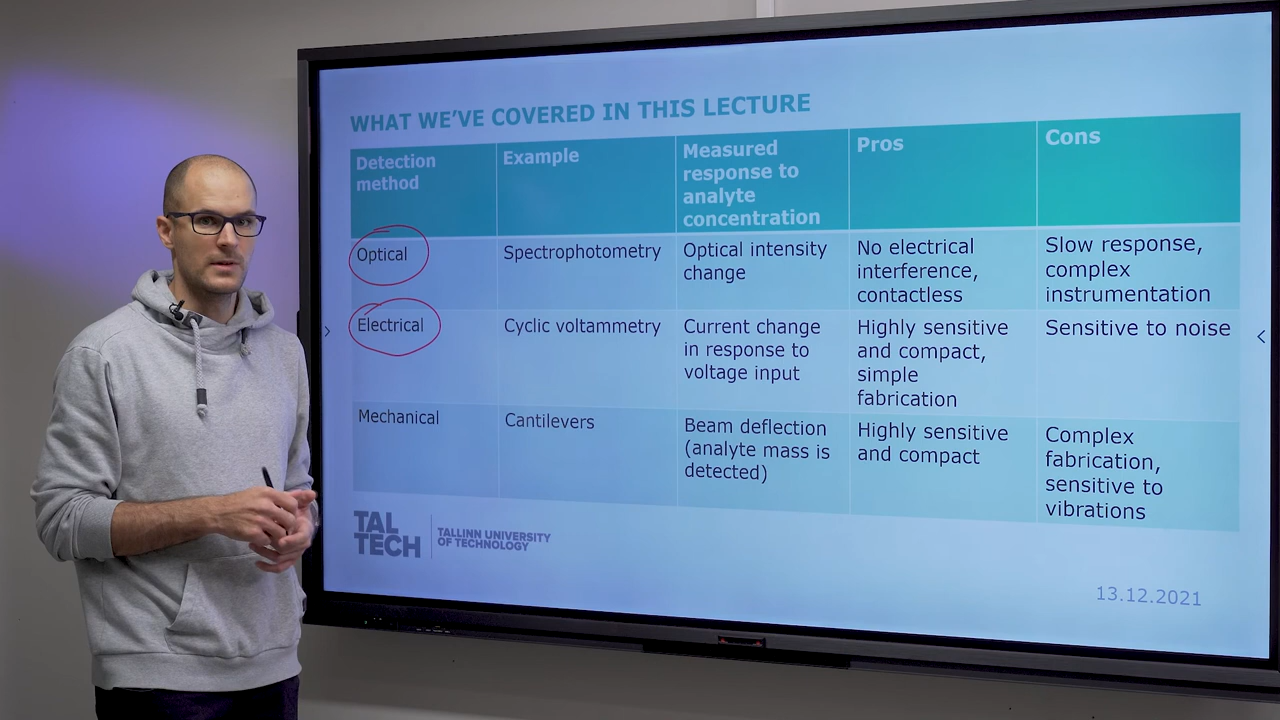 WHAT WE'VE COVERED IN THIS LECTURE
Detection
method
Example
Measured
response to
analyte
concentration
Pros
Cons
Optical
Spectrophotometry
Optical intensity
change
No electrical
interference,
contactless
Slow response,
complex
instrumentation
Electrical
Cyclic voltammetry
Current change
in response to
voltage input
Highly sensitive
and compact,
simple
fabrication
Sensitive to noise
Mechanical
Cantilevers
Beam deflection
(analyte mass is
detected)
Highly sensitive
and compact
Complex
fabrication,
sensitive to
vibrations
TAL
TECH
TALLINN UNIVERSITY
OF TECHNOLOGY
13.12.2021